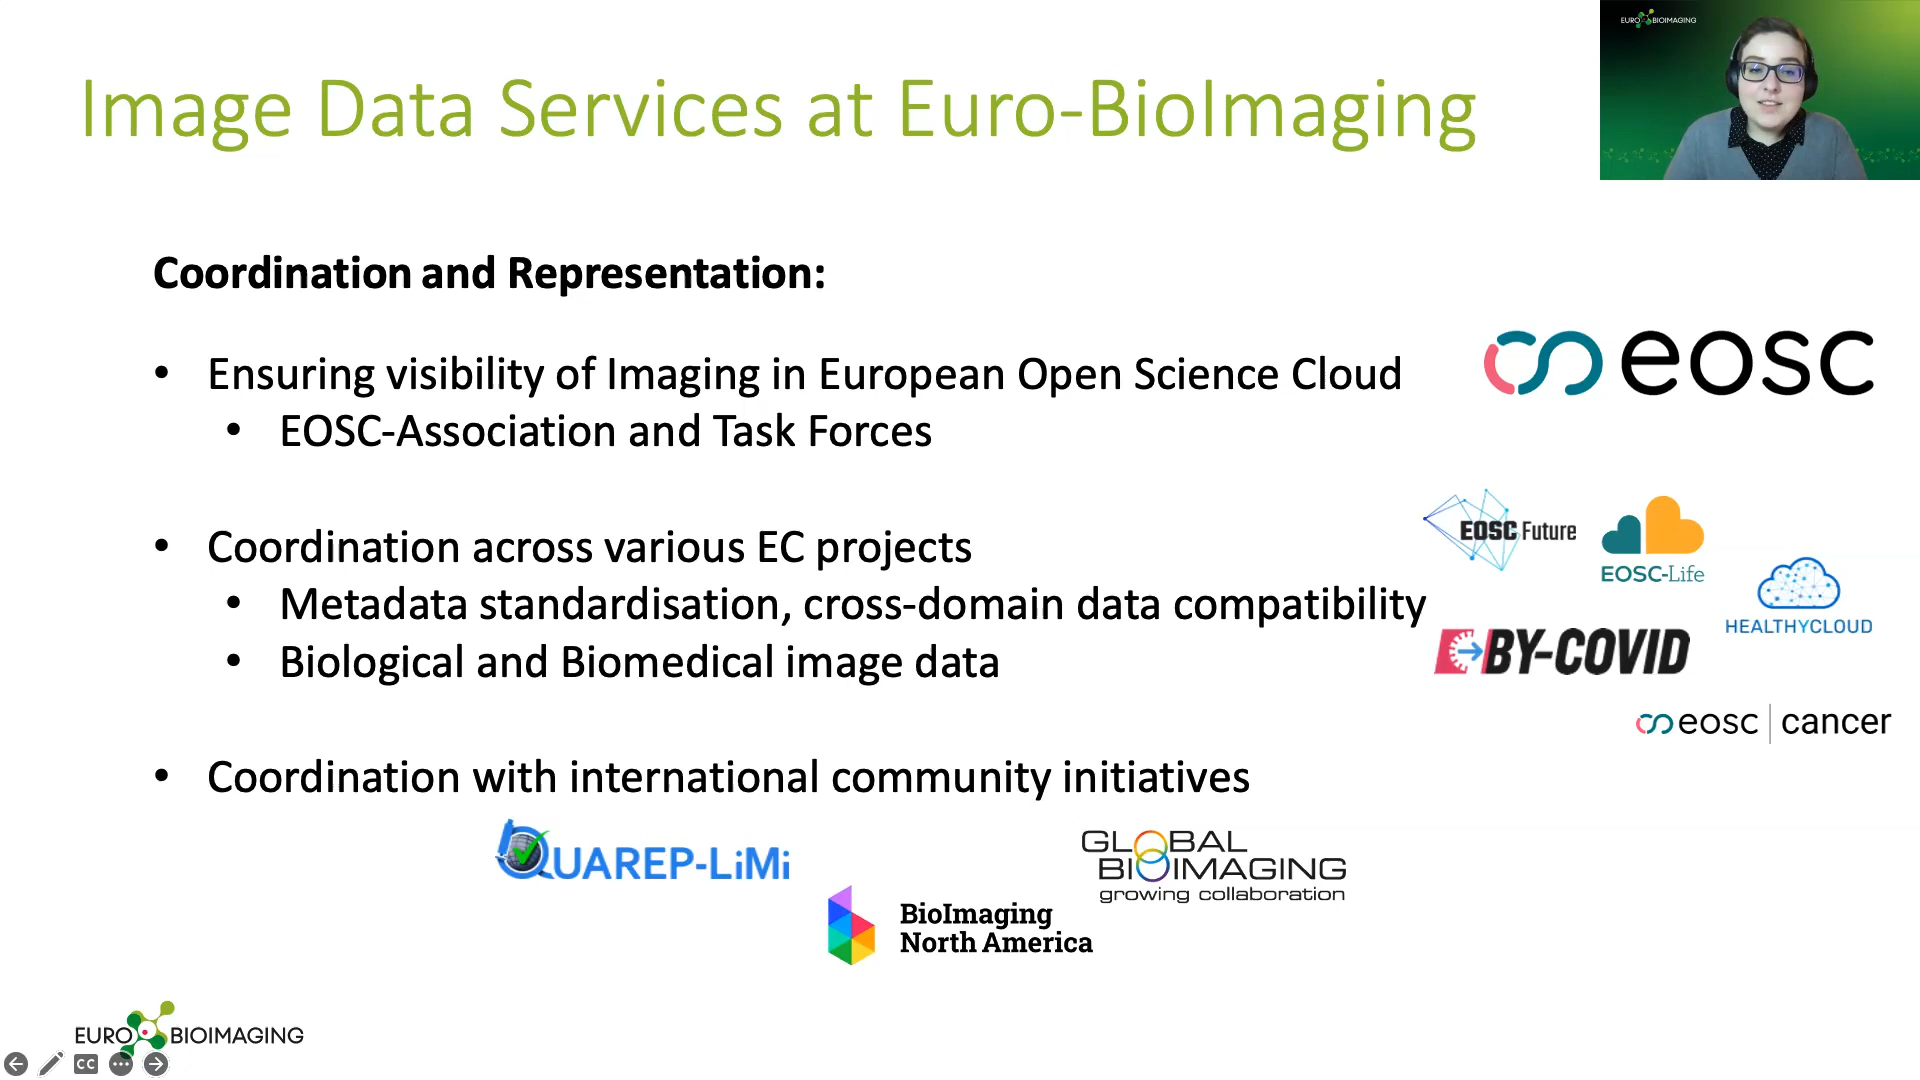 EURO BIOIMAGING
Image Data Services at Euro-BioImaging
Coordination and Representation:
• Ensuring visibility of Imaging in European Open Science Cloud
eosc
• EOSC-Association and Task Forces
EOSC Future
EOSC-Life
• Coordination across various EC projects
• Metadata standardisation, cross-domain data compatibility
HEALTHYCLOUD
• Biological and Biomedical image data
BY-COVID
eosc | cancer
• Coordination with international community initiatives
QUAREP-LiMi
GLOBAL
BIOIMAGING
growing collaboration
BioImaging
North America
EURO BIOIMAGING
CC